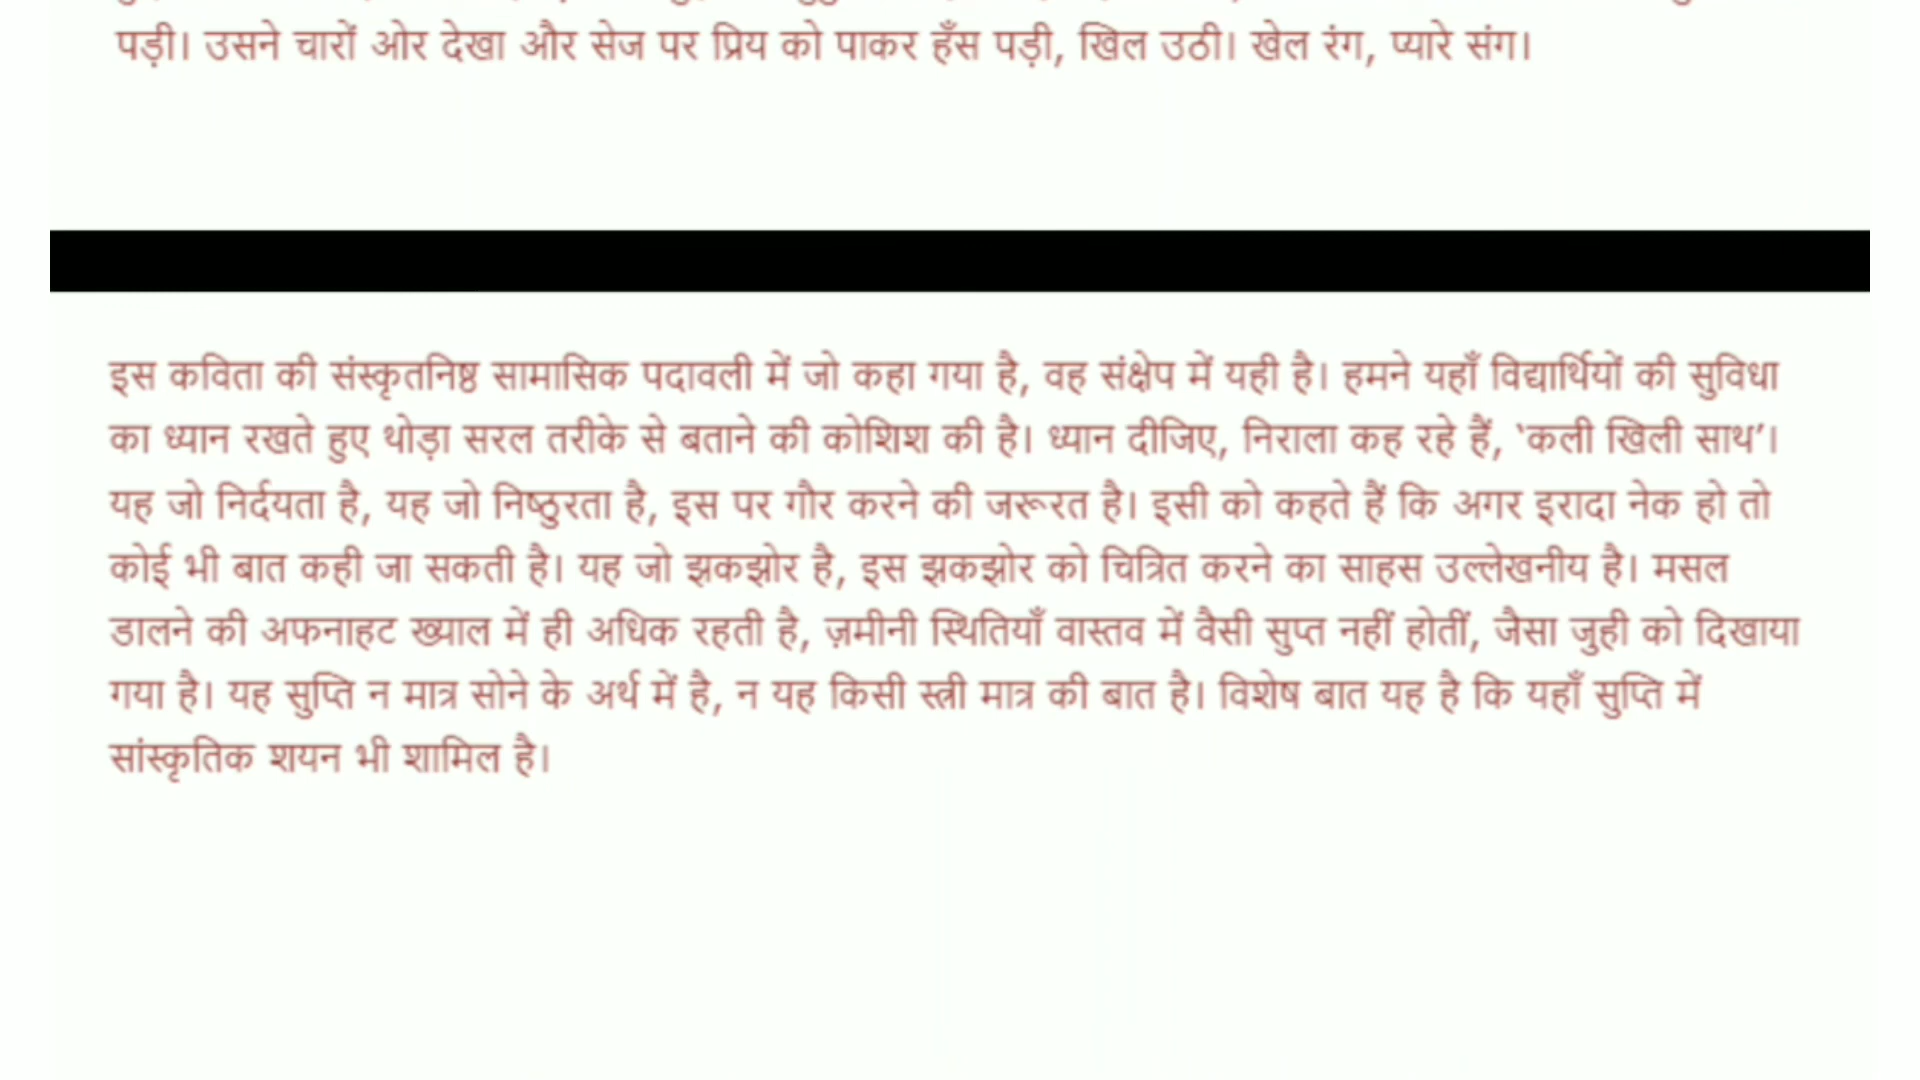 पड़ी। उसने चारों ओर देखा और सेज पर प्रिय को पाकर हँस पड़ी, खिल उठी। खेल रंग, प्यारे संग।
इस कविता की संस्कृतनिष्ठ सामासिक पदावली में जो कहा गया है, वह संक्षेप में यही है। हमने यहाँ विद्यार्थियों की सुविधा
का ध्यान रखते हुए थोड़ा सरल तरीके से बताने की कोशिश की है। ध्यान दीजिए, निराला कह रहे हैं, ‘कली खिली साथ’।
यह जो निर्दयता है, यह जो निष्ठुरता है, इस पर गौर करने की जरूरत है। इसी को कहते हैं कि अगर इरादा नेक हो तो
कोई भी बात कही जा सकती है। यह जो झकझोर है, इस झकझोर को चित्रित करने का साहस उल्लेखनीय है। मसल
डालने की अफनाहट ख्याल में ही अधिक रहती है, ज़मीनी स्थितियाँ वास्तव में वैसी सुप्त नहीं होतीं, जैसा जुही को दिखाया
गया है। यह सुप्ति न मात्र सोने के अर्थ में है, न यह किसी स्त्री मात्र की बात है। विशेष बात यह है कि यहाँ सुप्ति में
सांस्कृतिक शयन भी शामिल है।